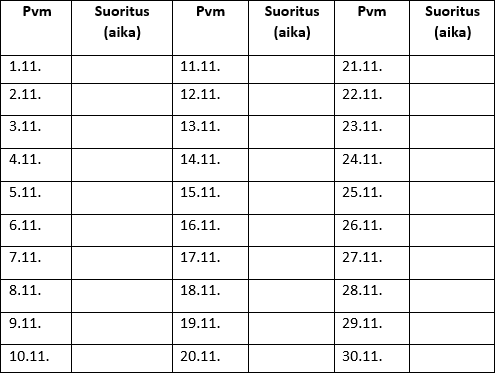 Pvm Suoritus (aika) Pvm Suoritus (aika) Pvm Suoritus (aika)
1.11. 11.11. 21.11.
2.11. 12.11. 22.11.
3.11. 13.11. 23.11.
4.11. 14.11. 24.11.
5.11. 15.11. 25.11.
6.11. 16.11. 26.11.
7.11. 17.11. 27.11.
8.11. 18.11. 28.11.
9.11. 19.11. 29.11.
10.11. 20.11. 30.11.